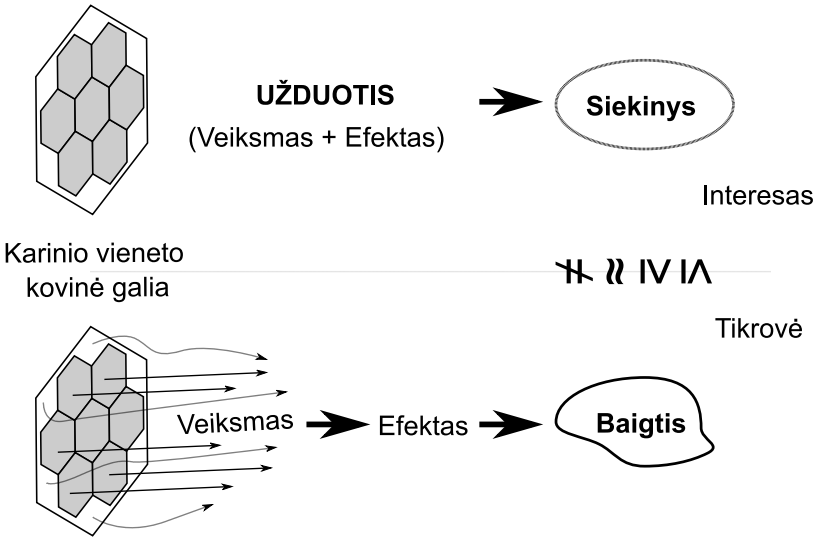 UŽDUOTIS
(Veiksmas + Efektas)
Siekinys
Interesas
Karinio vieneto
kovinė galia
Tikrovė
Veiksmas
Efektas
Baigtis